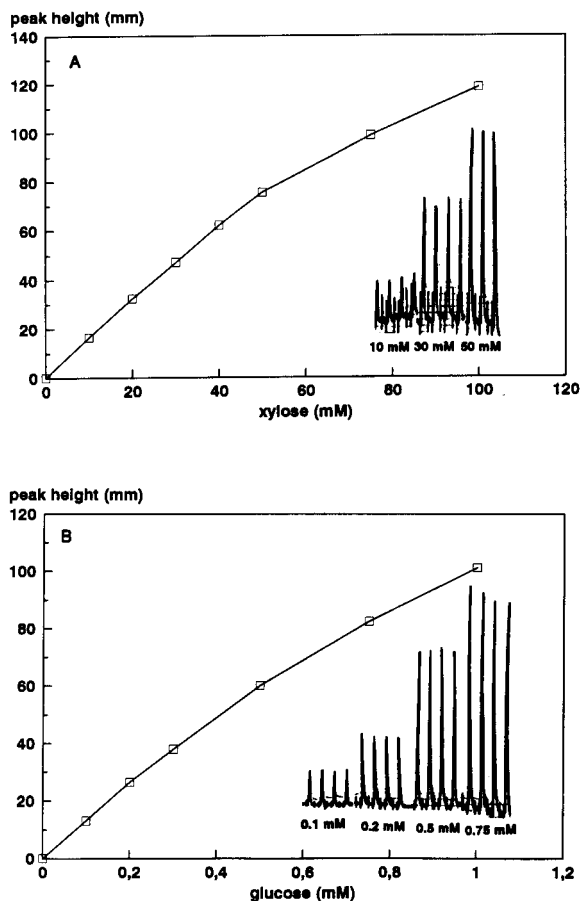 peak height (mm)
140
A
120
100
80
60
40
20
0
10 mM 30 mM 50 mM
0 20 40 60 80 100 120
xylose (mM)
peak height (mm)
120
B
100
80
60
40
20
0
0.1 mM 0.2 mM 0.5 mM 0.75 mM
0 0,2 0,4 0,6 0,8 1 1,2
glucose (mM)